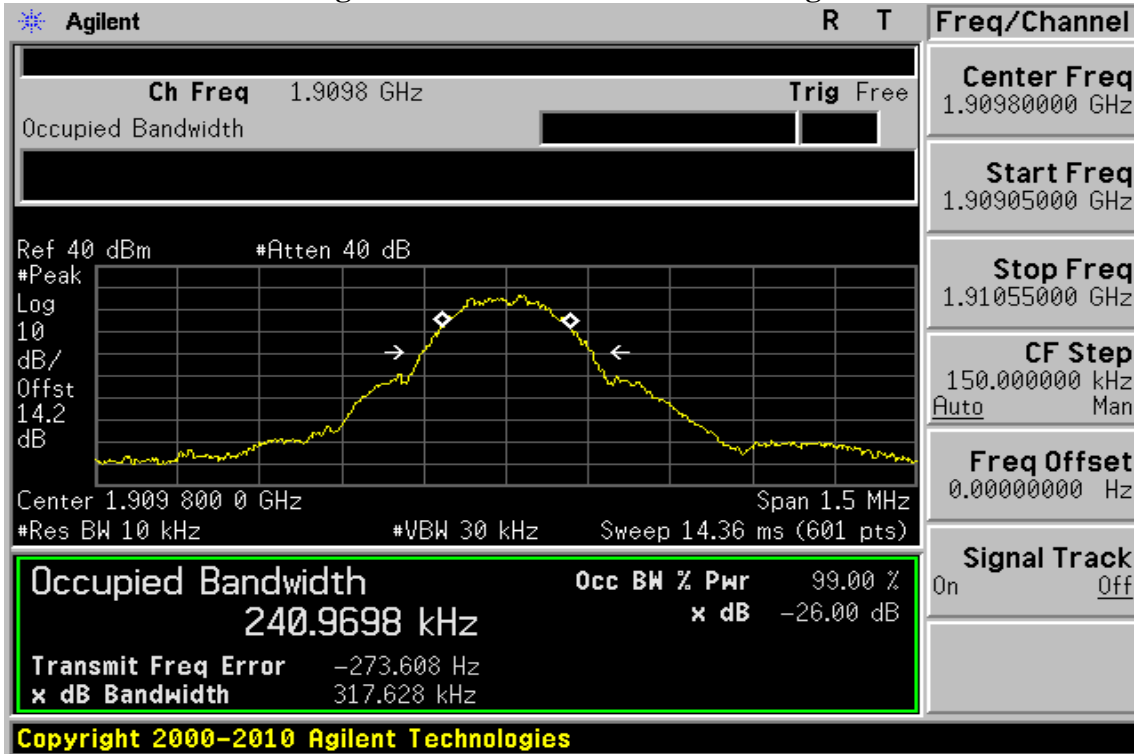 Agilent R T
Freq/Channel
Ch Freq 1.9098 GHz Trig Free
Occupied Bandwidth
Center Freq
1.90980000 GHz
Start Freq
1.90905000 GHz
Stop Freq
1.91055000 GHz
CF Step
150.000000 kHz
Auto Man
Freq Offset
0.00000000 Hz
Signal Track
On Off
Ref 40 dBm #Atten 40 dB
#Peak
Log
10
dB/
Offst
14.2
dB
Center 1.909 800 0 GHz Span 1.5 MHz
#Res BW 10 kHz #VBW 30 kHz Sweep 14.36 ms (601 pts)
Occupied Bandwidth Occ BW % Pwr 99.00 %
240.9698 kHz x dB -26.00 dB
Transmit Freq Error -273.608 Hz
x dB Bandwidth 317.628 kHz
Copyright 2000-2010 Agilent Technologies